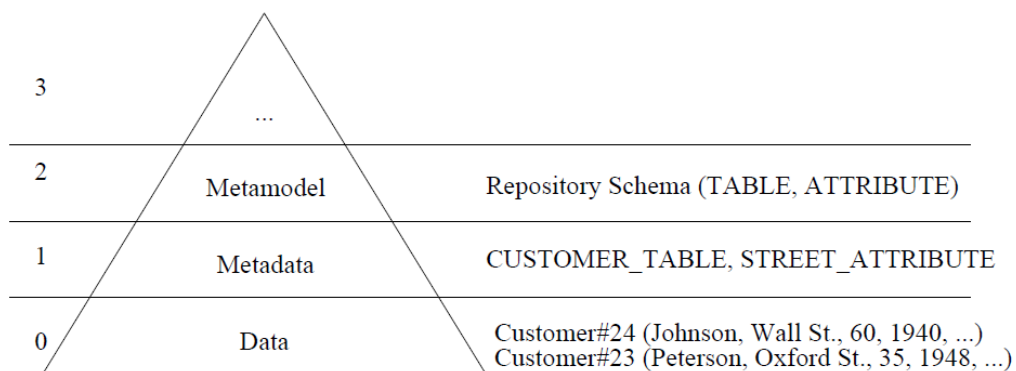 3
...
2
Metamodel
Repository Schema (TABLE, ATTRIBUTE)
1
Metadata
CUSTOMER_TABLE, STREET_ATTRIBUTE
0
Data
Customer#24 (Johnson, Wall St., 60, 1940, ...)
Customer#23 (Peterson, Oxford St., 35, 1948, ...)